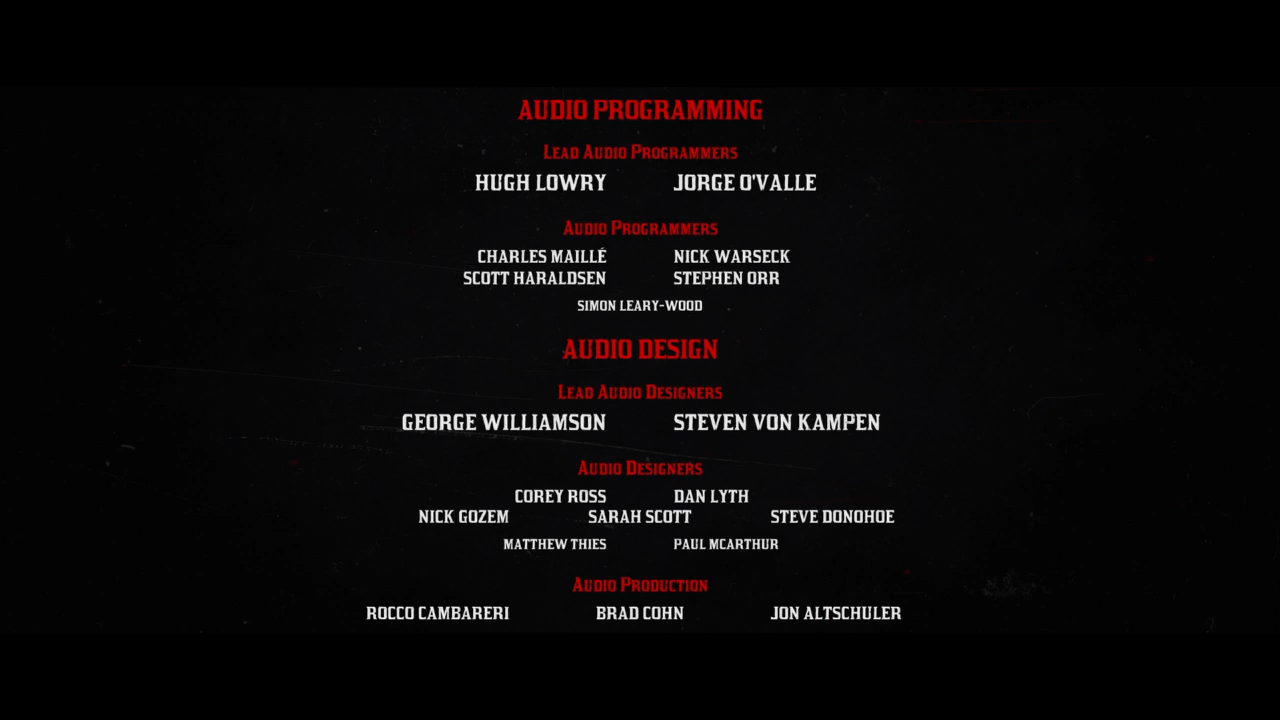 AUDIO PROGRAMMING
LEAD AUDIO PROGRAMMERS
HUGH LOWRY JORGE O'VALLE
AUDIO PROGRAMMERS
CHARLES MAILLÉ NICK WARSECK
SCOTT HARALDSEN STEPHEN ORR
SIMON LEARY-WOOD
AUDIO DESIGN
LEAD AUDIO DESIGNERS
GEORGE WILLIAMSON STEVEN VON KAMPEN
AUDIO DESIGNERS
COREY ROSS DAN LYTH
NICK GOZEM SARAH SCOTT STEVE DONOHOE
MATTHEW THIES PAUL MCARTHUR
AUDIO PRODUCTION
ROCCO CAMBARERI BRAD COHN JON ALTSCHULER